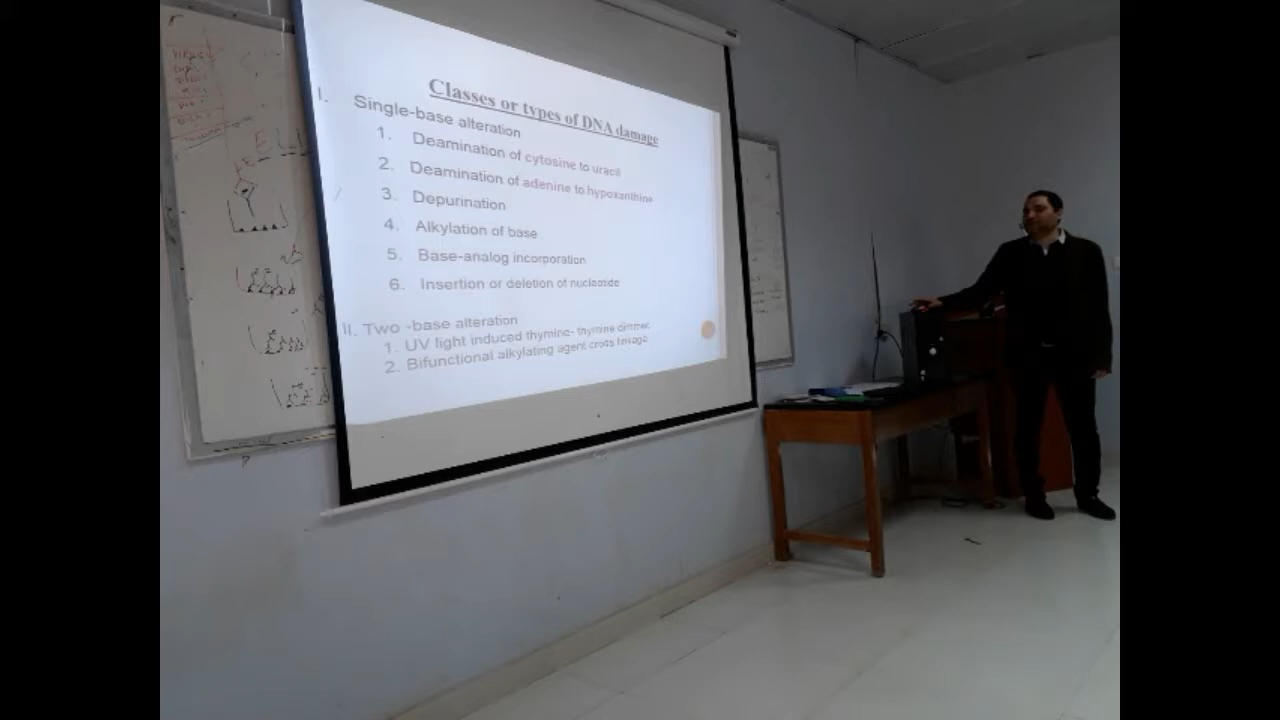 Classes or types of DNA damage
I. Single-base alteration
1. Deamination of cytosine to uracil
2. Deamination of adenine to hypoxanthine
3. Depurination
4. Alkylation of base
5. Base-analog incorporation
6. Insertion or deletion of nucleotide
II. Two -base alteration
1. UV light induced thymine- thymine dimmer
2. Bifunctional alkylating agent cross linkage